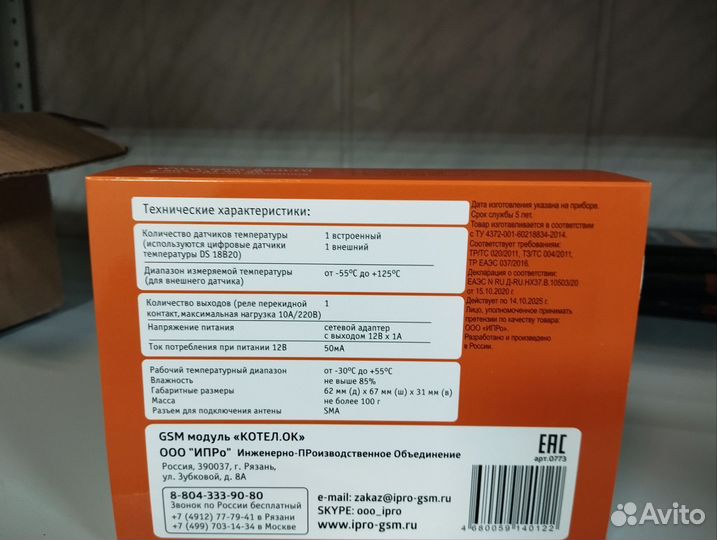 Технические характеристики:
Количество датчиков температуры
(используются цифровые датчики
температуры DS 18B20)
1 встроенный
1 внешний
Диапазон измеряемой температуры
(для внешнего датчика)
от -55°С до +125°С
Количество выходов (реле перекидной
контакт, максимальная нагрузка 10А/220В)
1
Напряжение питания
сетевой адаптер
с выходом 12В х 1А
Ток потребления при питании 12В
50мА
Рабочий температурный диапазон
от -30°С до +55°С
Влажность
не выше 85%
Габаритные размеры
62 мм (д) х 67 мм (ш) х 31 мм (в)
Масса
не более 100 г
Разъем для подключения антены
SMA
Дата изготовления указана на приборе.
Срок службы 5 лет.
Товар изготавливается в соответствии
с ТУ 4372-001-60218834-2014.
Соответствует требованиям:
ТР/ТС 020/2011, ТЗ/ТС 004/2011,
ТР ЕАЭС 037/2016.
Декларация о соответствии:
ЕАЭС N RU Д-RU.НХ37.В.10503/20
от 15.10.2020 г.
Действует по 14.10.2025 г.
Лицо, уполномоченное принимать
претензии по качеству товара:
ООО «ИПРо».
Разработано и произведено
в России.
GSM модуль «КОТЕЛ.ОК»
ООО "ИПРо" Инженерно-ПРоизводственное Объединение
Россия, 390037, г. Рязань,
ул. Зубковой, д. 8А
8-804-333-90-80
Звонок по России бесплатный
+7 (4912) 77-79-41 в Рязани
+7 (499) 703-14-34 в Москве
e-mail: zakaz@ipro-gsm.ru
SKYPE: ooo_ipro
www.ipro-gsm.ru
ЕАС
арт.0773
4 680059 140122
Avito